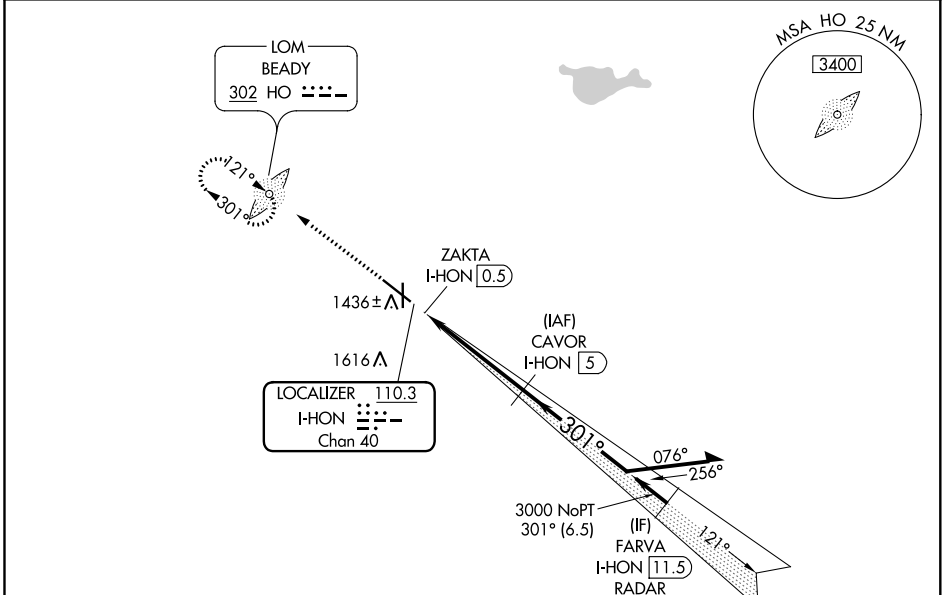 LOM
BEADY
302 HO
MSA HO 25 NM
3400
121°
301°
ZAKTA
I-HON 0.5
1436±
(IAF)
CAVOR
I-HON 5
1616
LOCALIZER 110.3
I-HON
Chan 40
301°
076°
256°
3000 NoPT
301° (6.5)
(IF)
FARVA
I-HON 11.5
RADAR
121°